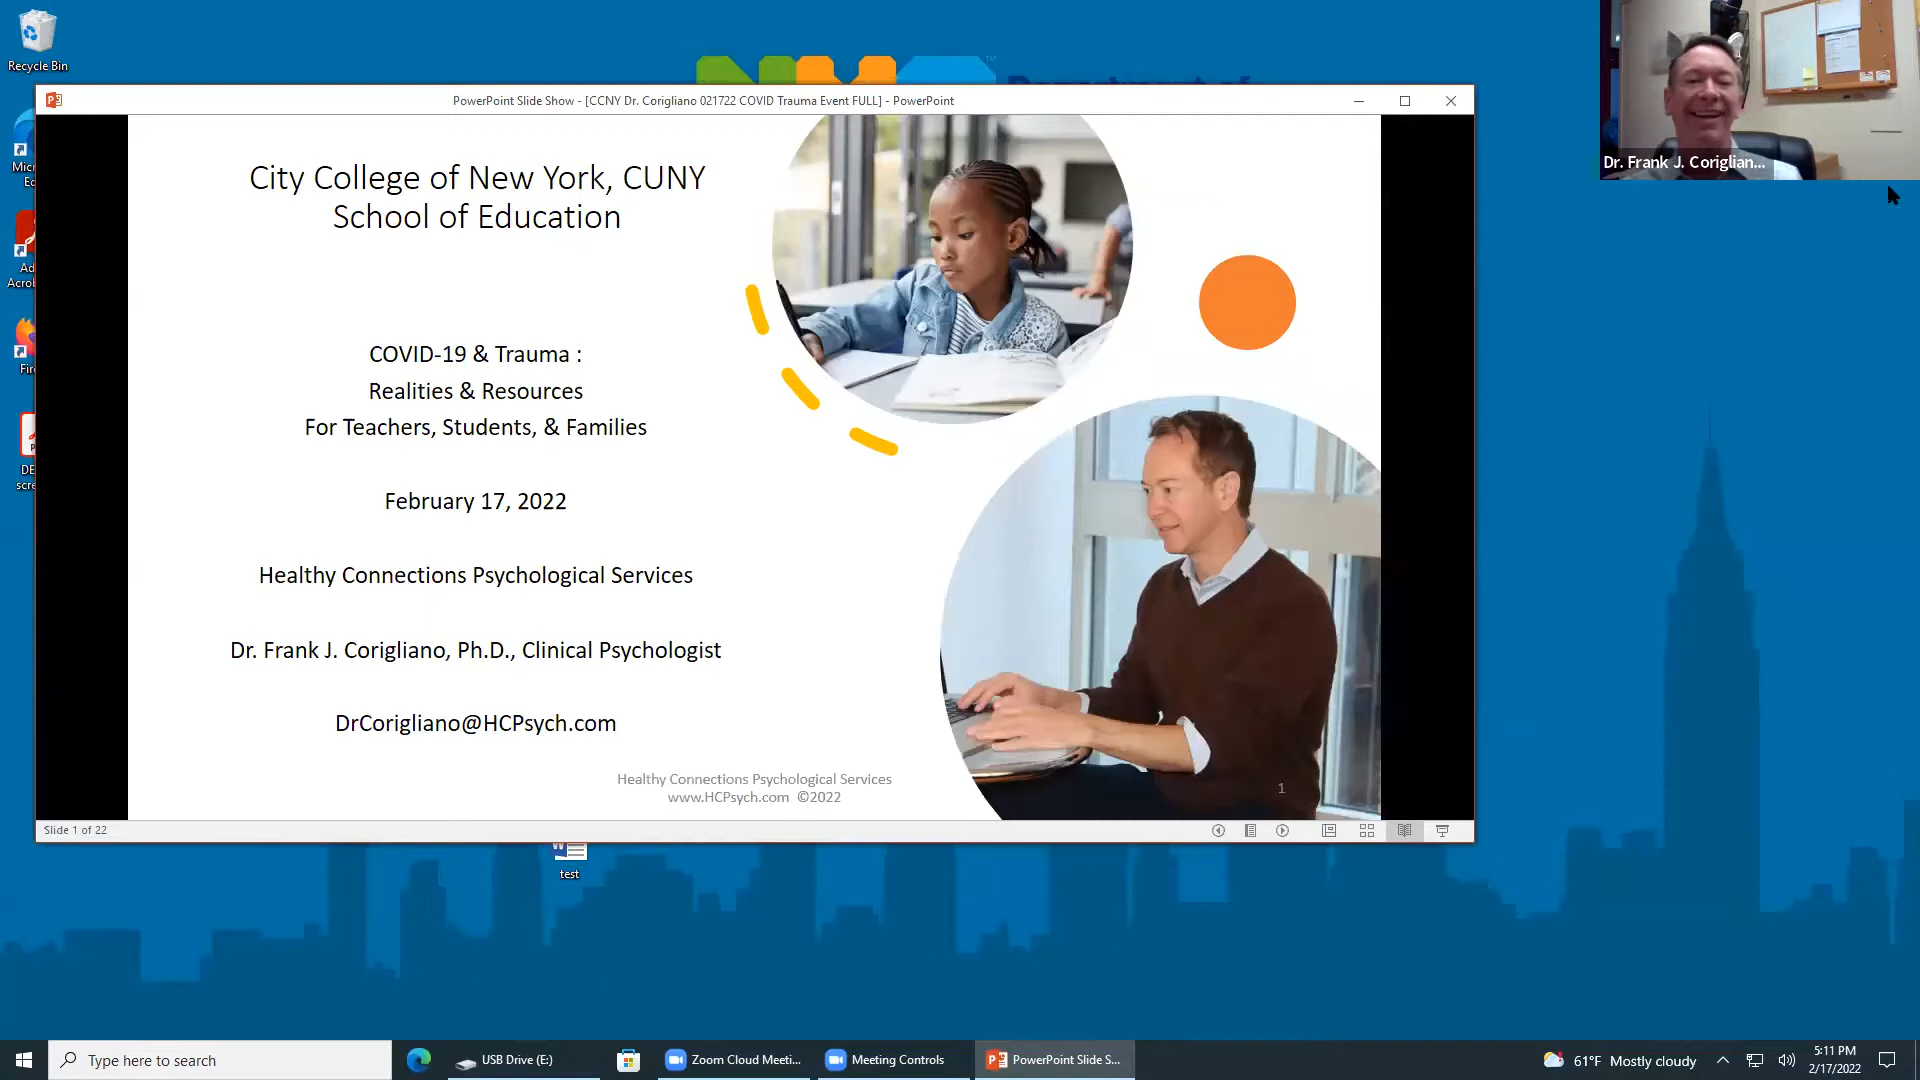 Recycle Bin
Department of
PowerPoint Slide Show - [CCNY Dr. Corigliano 021722 COVID Trauma Event FULL] - PowerPoint
Dr. Frank J. Coriglian...
City College of New York, CUNY
School of Education
COVID-19 & Trauma :
Realities & Resources
For Teachers, Students, & Families
February 17, 2022
Healthy Connections Psychological Services
Dr. Frank J. Corigliano, Ph.D., Clinical Psychologist
DrCorigliano@HCPsych.com
Healthy Connections Psychological Services
www.HCPsych.com ©2022
1
Slide 1 of 22
test
Type here to search
USB Drive (E:)
Zoom Cloud Meeti...
Meeting Controls
PowerPoint Slide S...
61°F Mostly cloudy
5:11 PM
2/17/2022